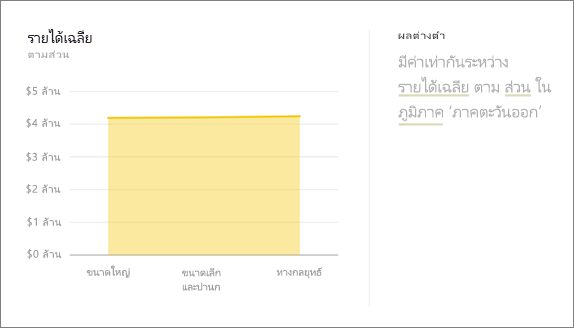 รายได้เฉลีย
ตามส่วน
$5 ล้าน
$4 ล้าน
$3 ล้าน
$2 ล้าน
$1 ล้าน
$0 ล้าน
ขนาดใหญ่
ขนาดเล็ก
และปานก
ทางกลยุทธ์
ผลต่างต่ำ
มีค่าเท่ากันระหว่าง
รายได้เฉลีย ตาม ส่วน ใน
ภูมิภาค ‘ภาคตะวันออก’